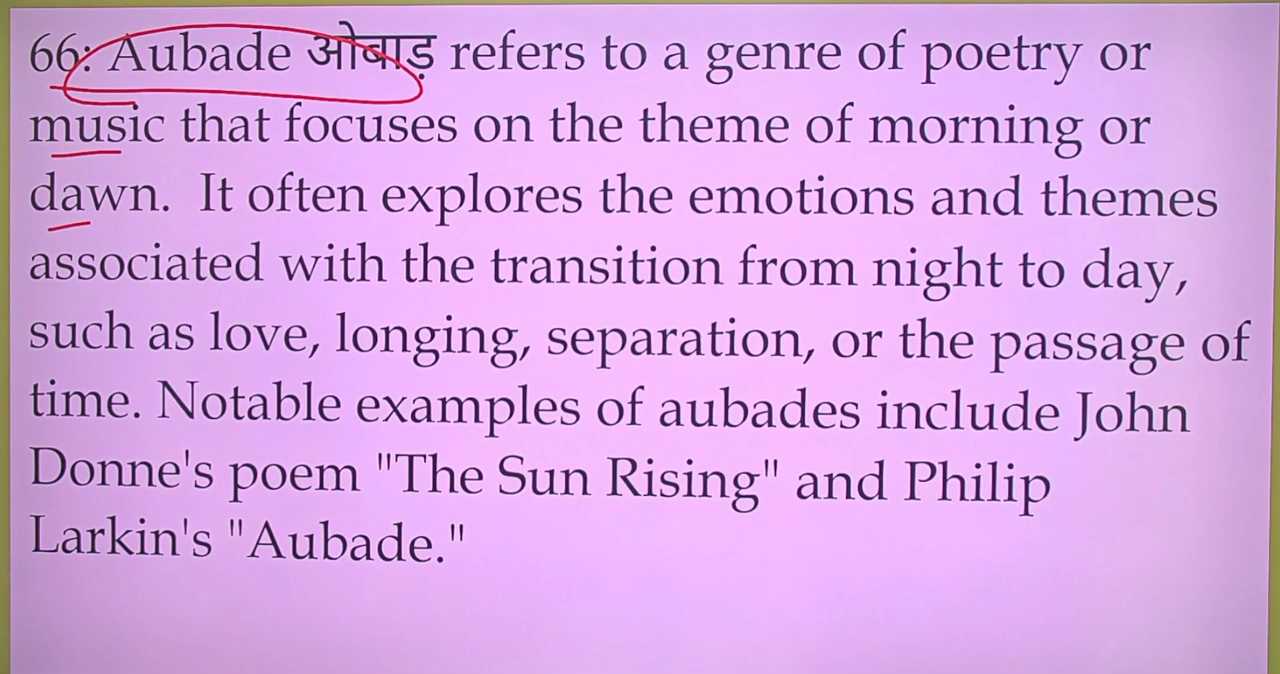 66: Aubade ओबाड़ refers to a genre of poetry or
music that focuses on the theme of morning or
dawn.  It often explores the emotions and themes
associated with the transition from night to day,
such as love, longing, separation, or the passage of
time. Notable examples of aubades include John
Donne's poem "The Sun Rising" and Philip
Larkin's "Aubade."